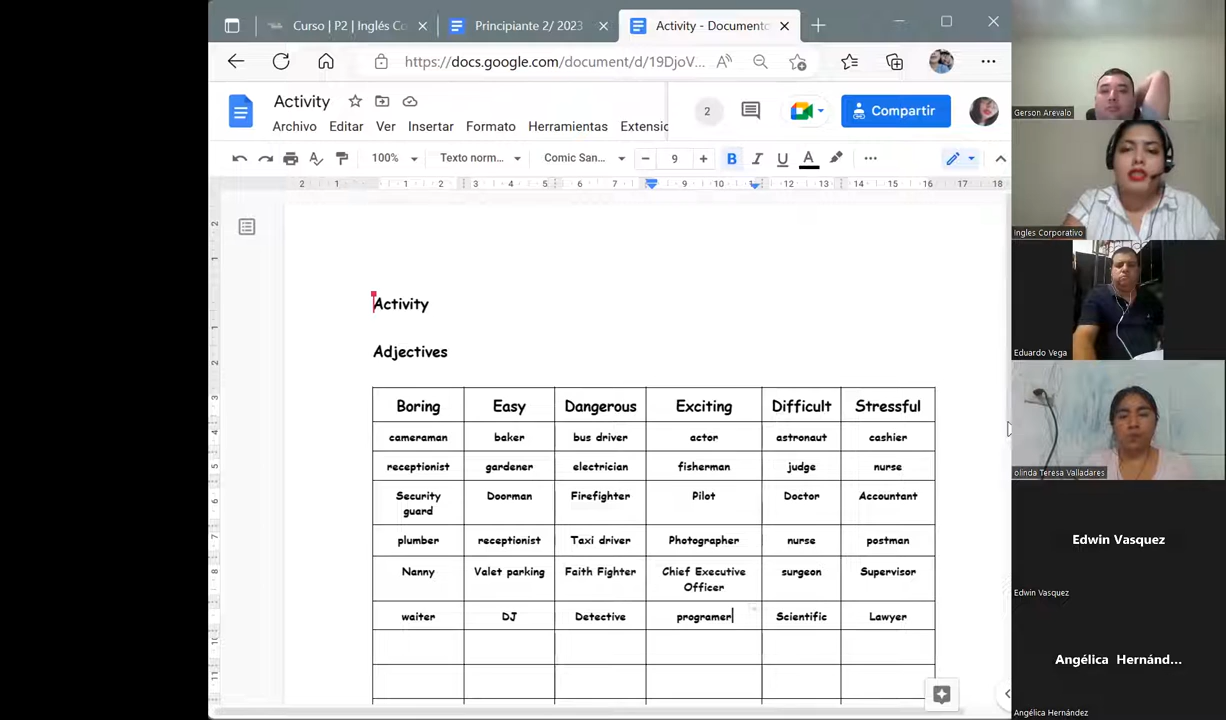 Curso | P2 | Inglés Co
Principiante 2/ 2023
Activity - Documento
https://docs.google.com/document/d/19DjoV...
Activity
2
Compartir
Archivo Editar Ver Insertar Formato Herramientas Extensio
100% Texto norm... Comic San... 9 B I U A
2 1 1 2 3 4 5 6 7 9 10 12 13 14 15 16 17 18
Activity
Adjectives
Boring Easy Dangerous Exciting Difficult Stressful
cameraman baker bus driver actor astronaut cashier
receptionist gardener electrician fisherman judge nurse
Security guard Doorman Firefighter Pilot Doctor Accountant
plumber receptionist Taxi driver Photographer nurse postman
Nanny Valet parking Faith Fighter Chief Executive Officer surgeon Supervisor
waiter DJ Detective programer Scientific Lawyer
Gerson Arevalo
Ingles Corporativo
Eduardo Vega
olinda Teresa Valladares
Edwin Vasquez
Edwin Vasquez
Angélica Hernánd...
Angélica Hernández